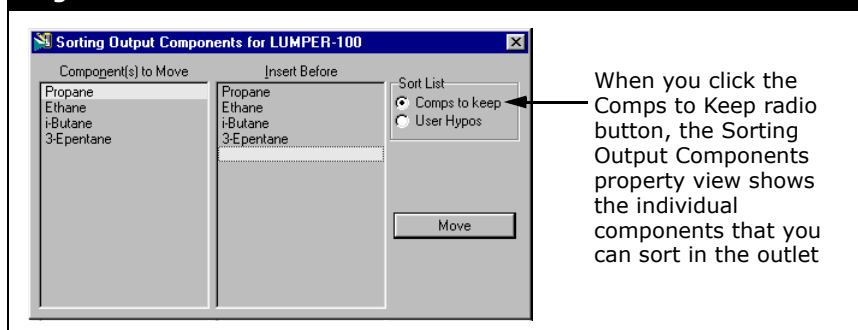 Sorting Output Components for LUMPER-100
Component(s) to Move
Propane
Ethane
i-Butane
3-Epentane
Insert Before
Propane
Ethane
i-Butane
3-Epentane
Sort List
Comps to keep
User Hypos
Move
When you click the
Comps to Keep radio
button, the Sorting
Output Components
property view shows
the individual
components that you
can sort in the outlet